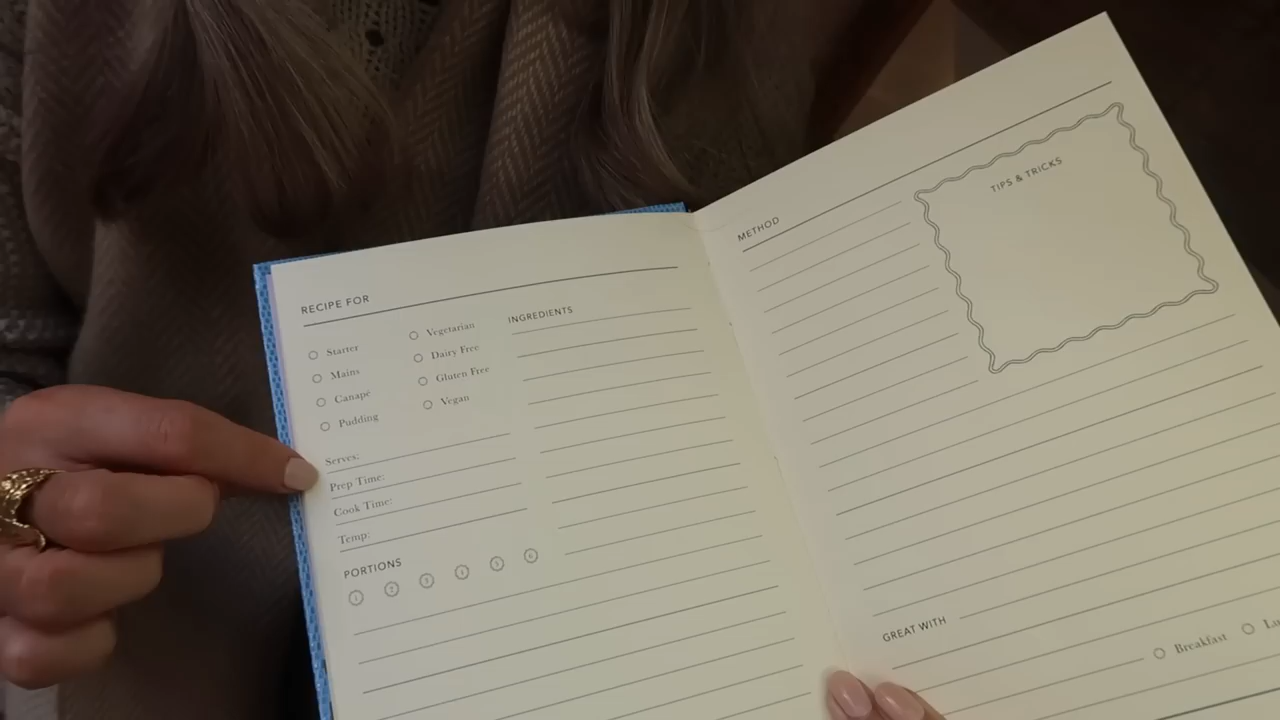 RECIPE FOR
Starter
Mains
Canapé
Pudding
Vegetarian
Dairy Free
Gluten Free
Vegan
Serves:
Prep Time:
Cook Time:
Temp:
PORTIONS
1 2 3 4 5 6
INGREDIENTS
METHOD
TIPS & TRICKS
GREAT WITH
Breakfast